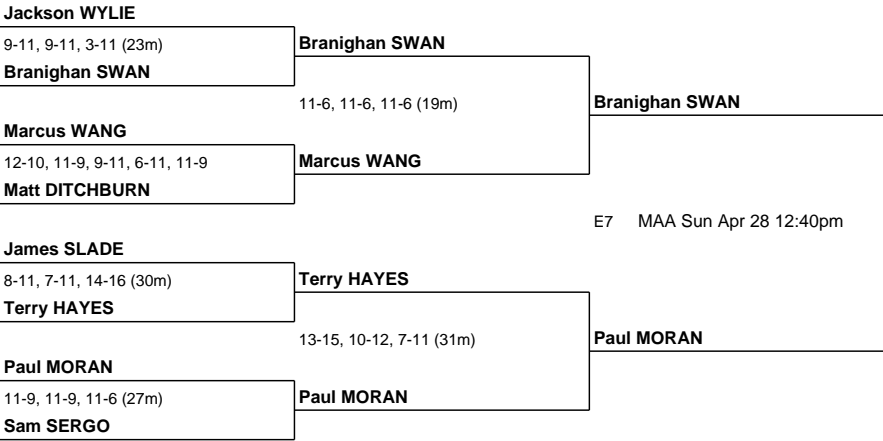 Jackson WYLIE
9-11, 9-11, 3-11 (23m)
Branighan SWAN
Branighan SWAN
11-6, 11-6, 11-6 (19m)
Branighan SWAN
Marcus WANG
12-10, 11-9, 9-11, 6-11, 11-9
Marcus WANG
Matt DITCHBURN
E7 MAA Sun Apr 28 12:40pm
James SLADE
8-11, 7-11, 14-16 (30m)
Terry HAYES
Terry HAYES
13-15, 10-12, 7-11 (31m)
Paul MORAN
Paul MORAN
11-9, 11-9, 11-6 (27m)
Paul MORAN
Sam SERGO